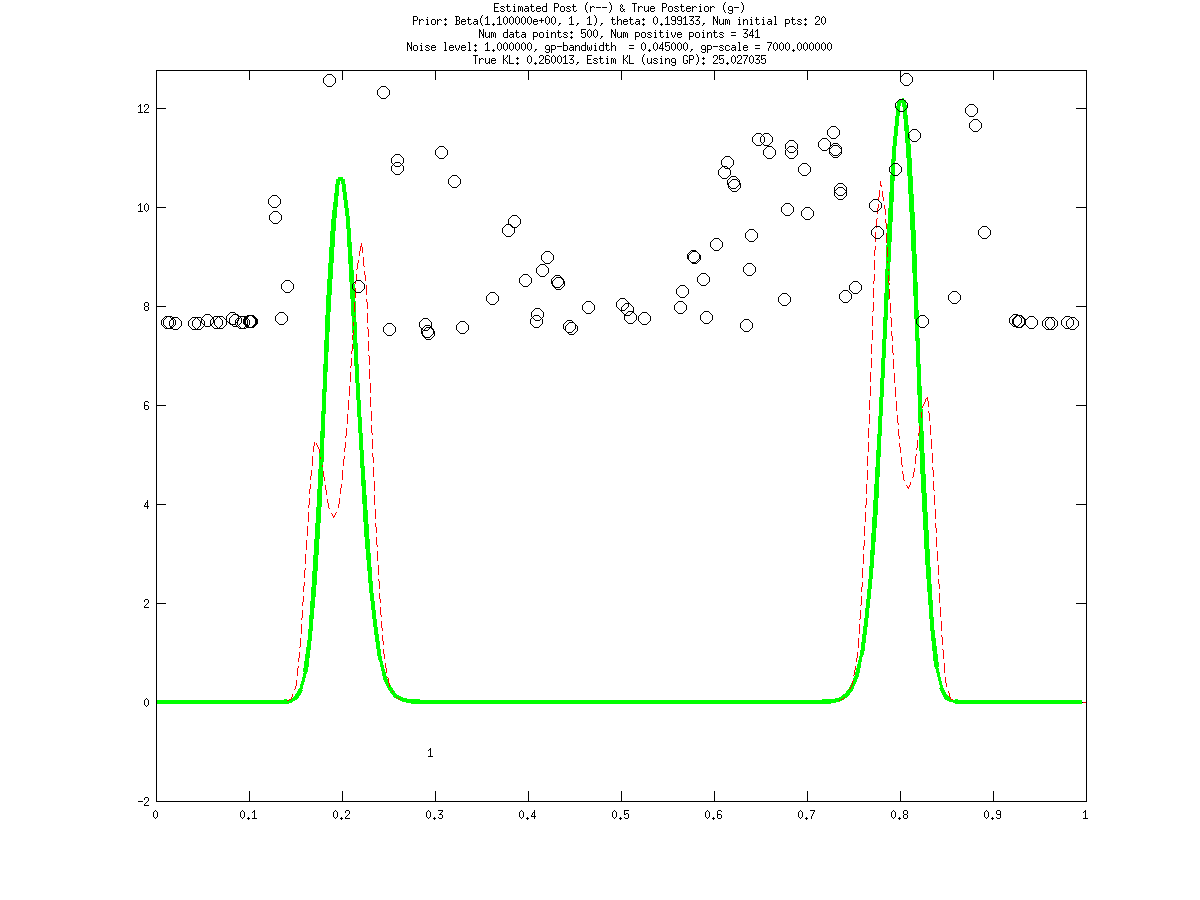 Estimated Post (r--) & True Posterior (g-)
Prior: Beta(1.100000e+00, 1, 1), theta: 0.199133, Num initial pts: 20
Num data points: 500, Num positive points = 341
Noise level: 1.000000, gp-bandwidth  = 0.045000, gp-scale = 7000.000000
True KL: 0.260013, Estim KL (using GP): 25.027035
12
10
8
6
4
2
0
1
-2
0 0.1 0.2 0.3 0.4 0.5 0.6 0.7 0.8 0.9 1